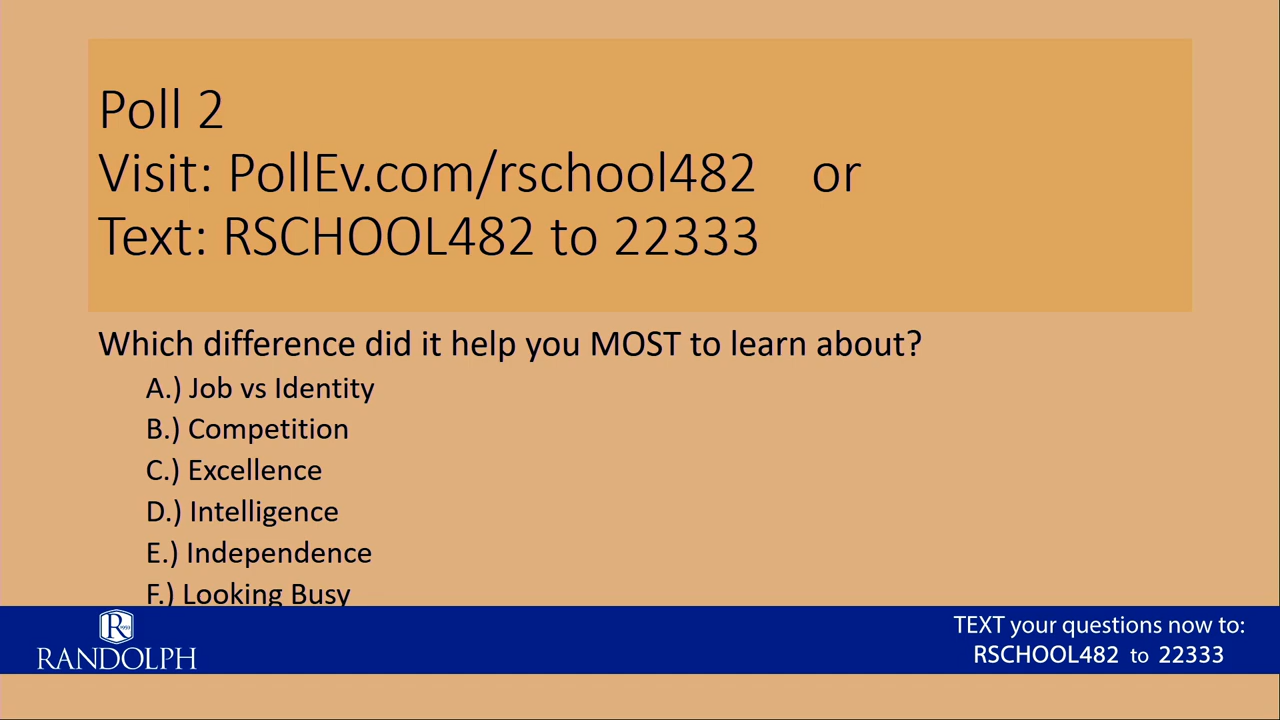 Poll 2
Visit: PollEv.com/rschool482 or
Text: RSCHOOL482 to 22333
Which difference did it help you MOST to learn about?
A.) Job vs Identity
B.) Competition
C.) Excellence
D.) Intelligence
E.) Independence
F.) Looking Busy
R 1959
RANDOLPH
TEXT your questions now to:
RSCHOOL482 to 22333